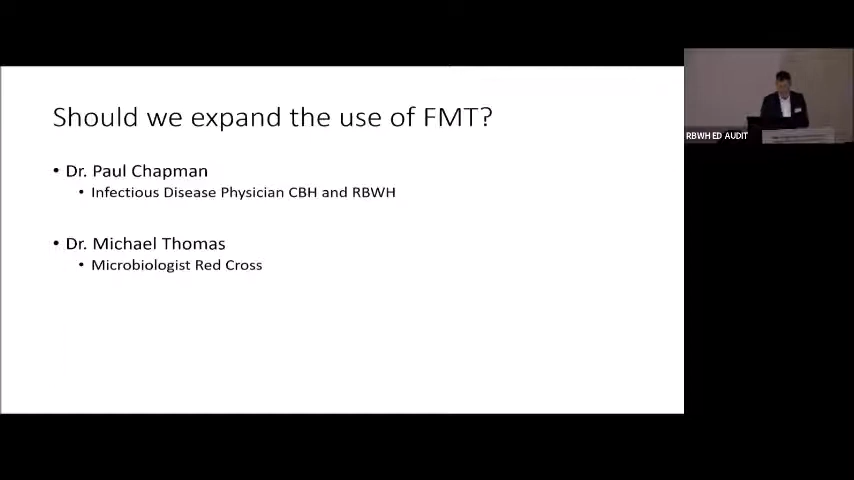 Should we expand the use of FMT?
• Dr. Paul Chapman
• Infectious Disease Physician CBH and RBWH
• Dr. Michael Thomas
• Microbiologist Red Cross
RBWH ED AUDIT